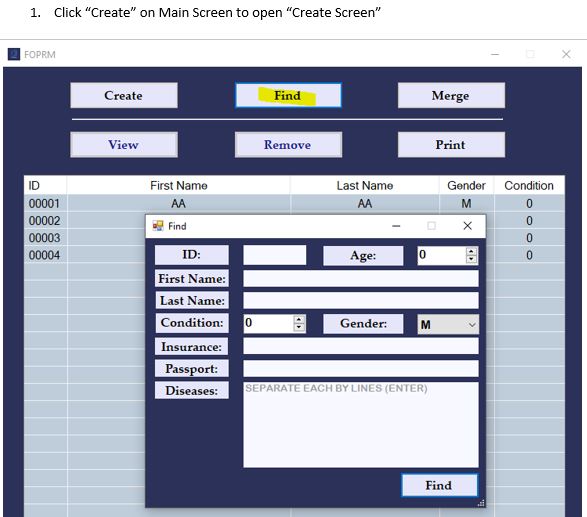 1. Click “Create” on Main Screen to open “Create Screen”
FOPRM
Create Find Merge
View Remove Print
ID First Name Last Name Gender Condition
00001 AA AA M 0
00002 0
00003 0
00004 0
Find
ID: Age: 0
First Name:
Last Name:
Condition: 0 Gender: M
Insurance:
Passport:
Diseases: SEPARATE EACH BY LINES (ENTER)
Find